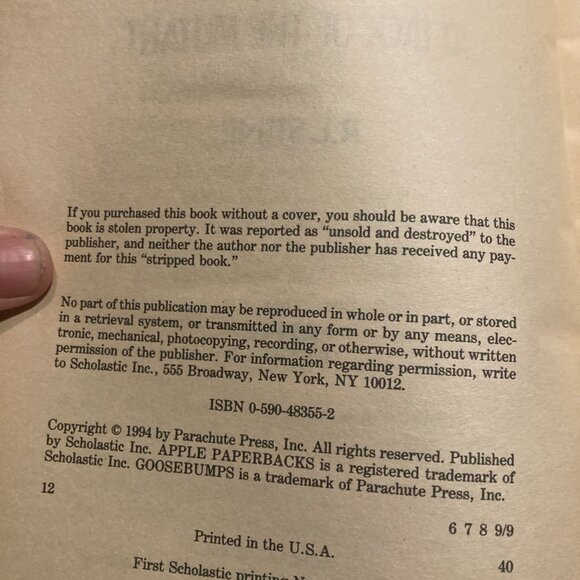 If you purchased this book without a cover, you should be aware that this
book is stolen property. It was reported as "unsold and destroyed" to the
publisher, and neither the author nor the publisher has received any pay-
ment for this "stripped book."
No part of this publication may be reproduced in whole or in part, or stored
in a retrieval system, or transmitted in any form or by any means, elec-
tronic, mechanical, photocopying, recording, or otherwise, without written
permission of the publisher. For information regarding permission, write
to Scholastic Inc., 555 Broadway, New York, NY 10012.
ISBN 0-590-48355-2
Copyright © 1994 by Parachute Press, Inc. All rights reserved. Published
by Scholastic Inc. APPLE PAPERBACKS is a registered trademark of
Scholastic Inc. GOOSEBUMPS is a trademark of Parachute Press, Inc.
12
6 7 8 9/9
Printed in the U.S.A.
40
First Scholastic printing